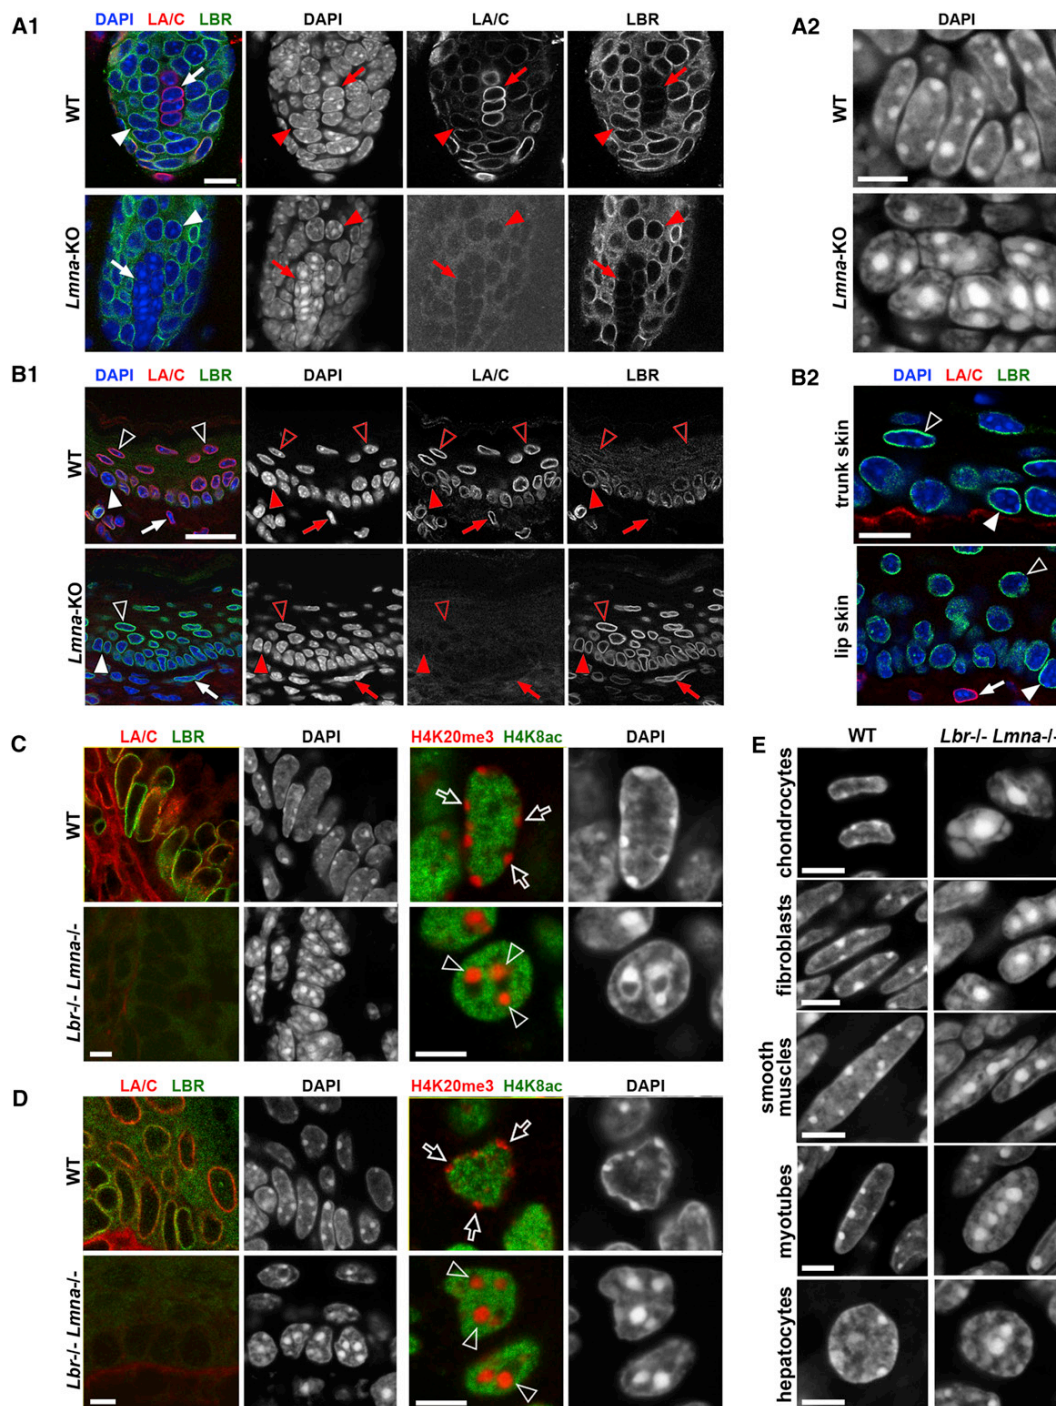 A1
DAPI LA/C LBR
DAPI
LA/C
LBR
WT
Lmna-KO
A2
DAPI
WT
Lmna-KO
B1
DAPI LA/C LBR
DAPI
LA/C
LBR
WT
Lmna-KO
B2
DAPI LA/C LBR
trunk skin
lip skin
C
LA/C LBR
DAPI
H4K20me3 H4K8ac
DAPI
WT
Lbr-/- Lmna-/-
D
LA/C LBR
DAPI
H4K20me3 H4K8ac
DAPI
WT
Lbr-/- Lmna-/-
E
WT
Lbr-/- Lmna-/-
chondrocytes
fibroblasts
smooth
muscles
myotubes
hepatocytes